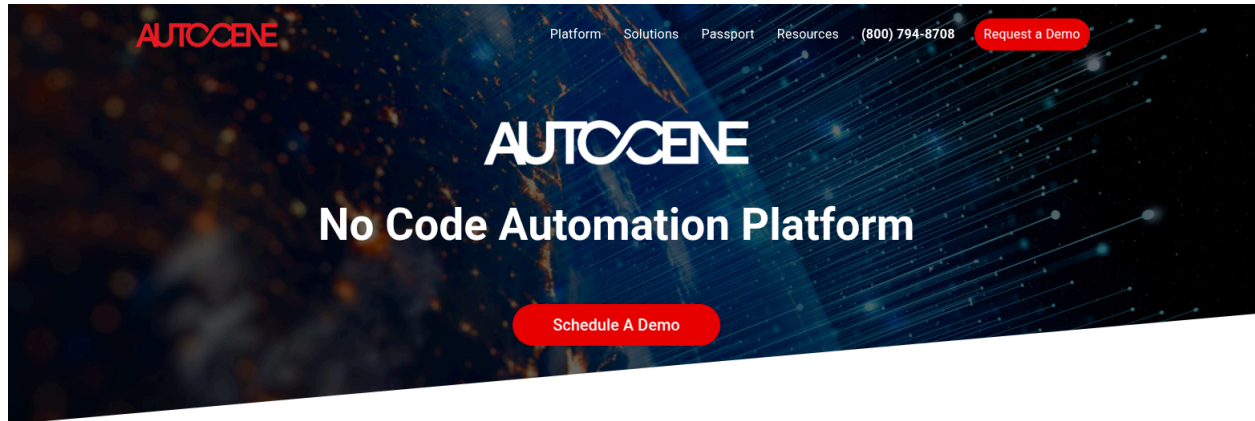 AUTOCENE
Platform Solutions Passport Resources (800) 794-8708 Request a Demo
AUTOCENE
No Code Automation Platform
Schedule A Demo